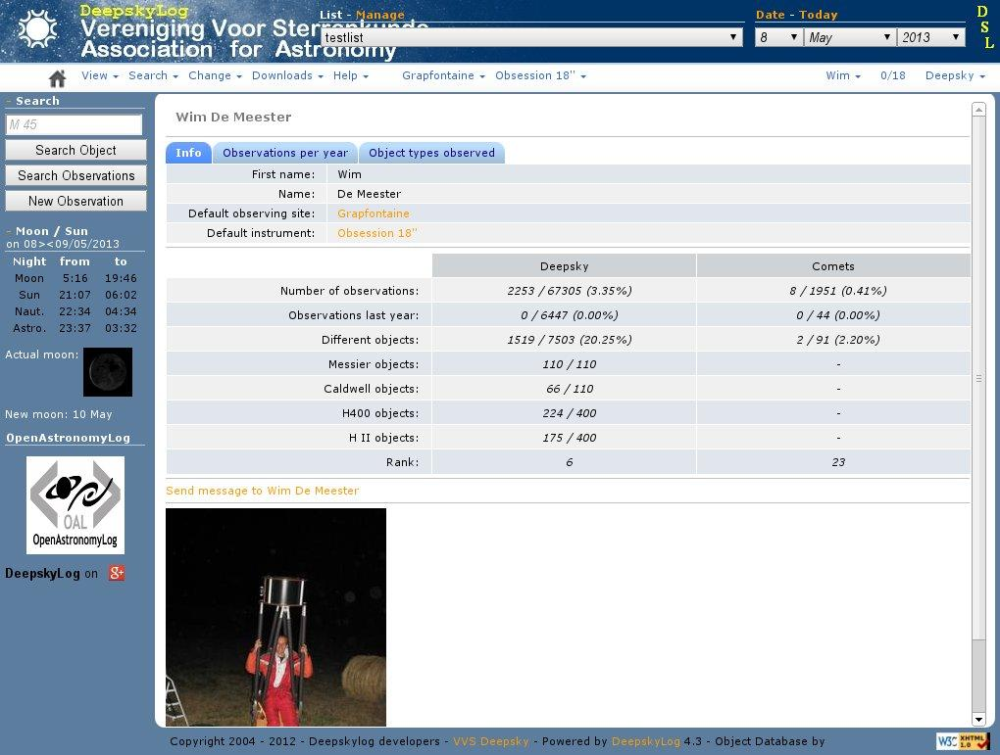 DeepskyLog
Vereniging Voor Sterrenkunde
Association for Astronomy
List - Manage
testlist
Date - Today
8 May 2013
D
S
L
View Search Change Downloads Help Grapfontaine Obsession 18" Wim 0/18 Deepsky
- Search
M 45
Search Object
Search Observations
New Observation
- Moon / Sun
on 08><09/05/2013
Night from to
Moon 5:16 19:46
Sun 21:07 06:02
Naut. 22:34 04:34
Astro. 23:37 03:32
Actual moon:
New moon: 10 May
OpenAstronomyLog
OAL
OpenAstronomyLog
DeepskyLog on g+
Wim De Meester
Info Observations per year Object types observed
First name: Wim
Name: De Meester
Default observing site: Grapfontaine
Default instrument: Obsession 18"
Deepsky Comets
Number of observations: 2253 / 67305 (3.35%) 8 / 1951 (0.41%)
Observations last year: 0 / 6447 (0.00%) 0 / 44 (0.00%)
Different objects: 1519 / 7503 (20.25%) 2 / 91 (2.20%)
Messier objects: 110 / 110 -
Caldwell objects: 66 / 110 -
H400 objects: 224 / 400 -
H II objects: 175 / 400 -
Rank: 6 23
Send message to Wim De Meester
Copyright 2004 - 2012 - Deepskylog developers - VVS Deepsky - Powered by DeepskyLog 4.3 - Object Database by
W3C XHTML 1.0